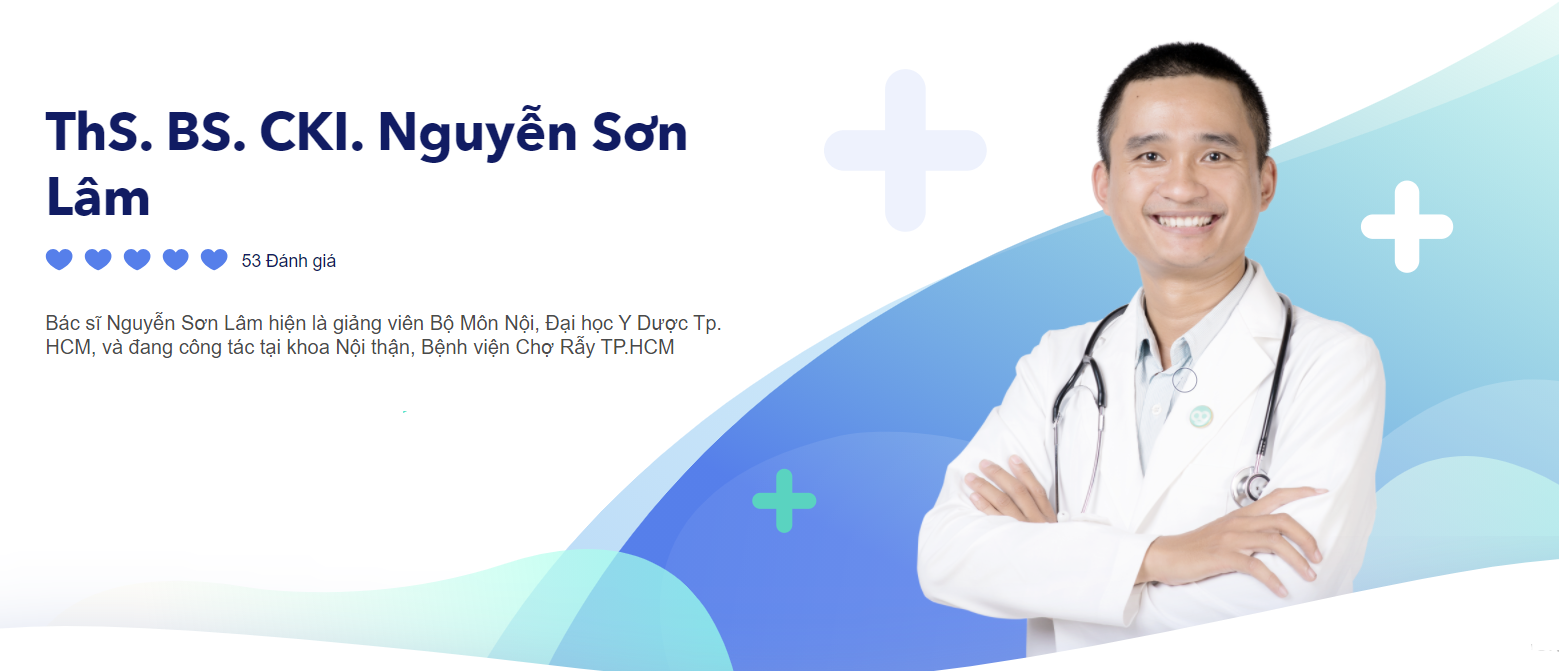 ThS. BS. CKI. Nguyễn Sơn
Lâm
53 Đánh giá
Bác sĩ Nguyễn Sơn Lâm hiện là giảng viên Bộ Môn Nội, Đại học Y Dược Tp.
HCM, và đang công tác tại khoa Nội thận, Bệnh viện Chợ Rẫy TP.HCM